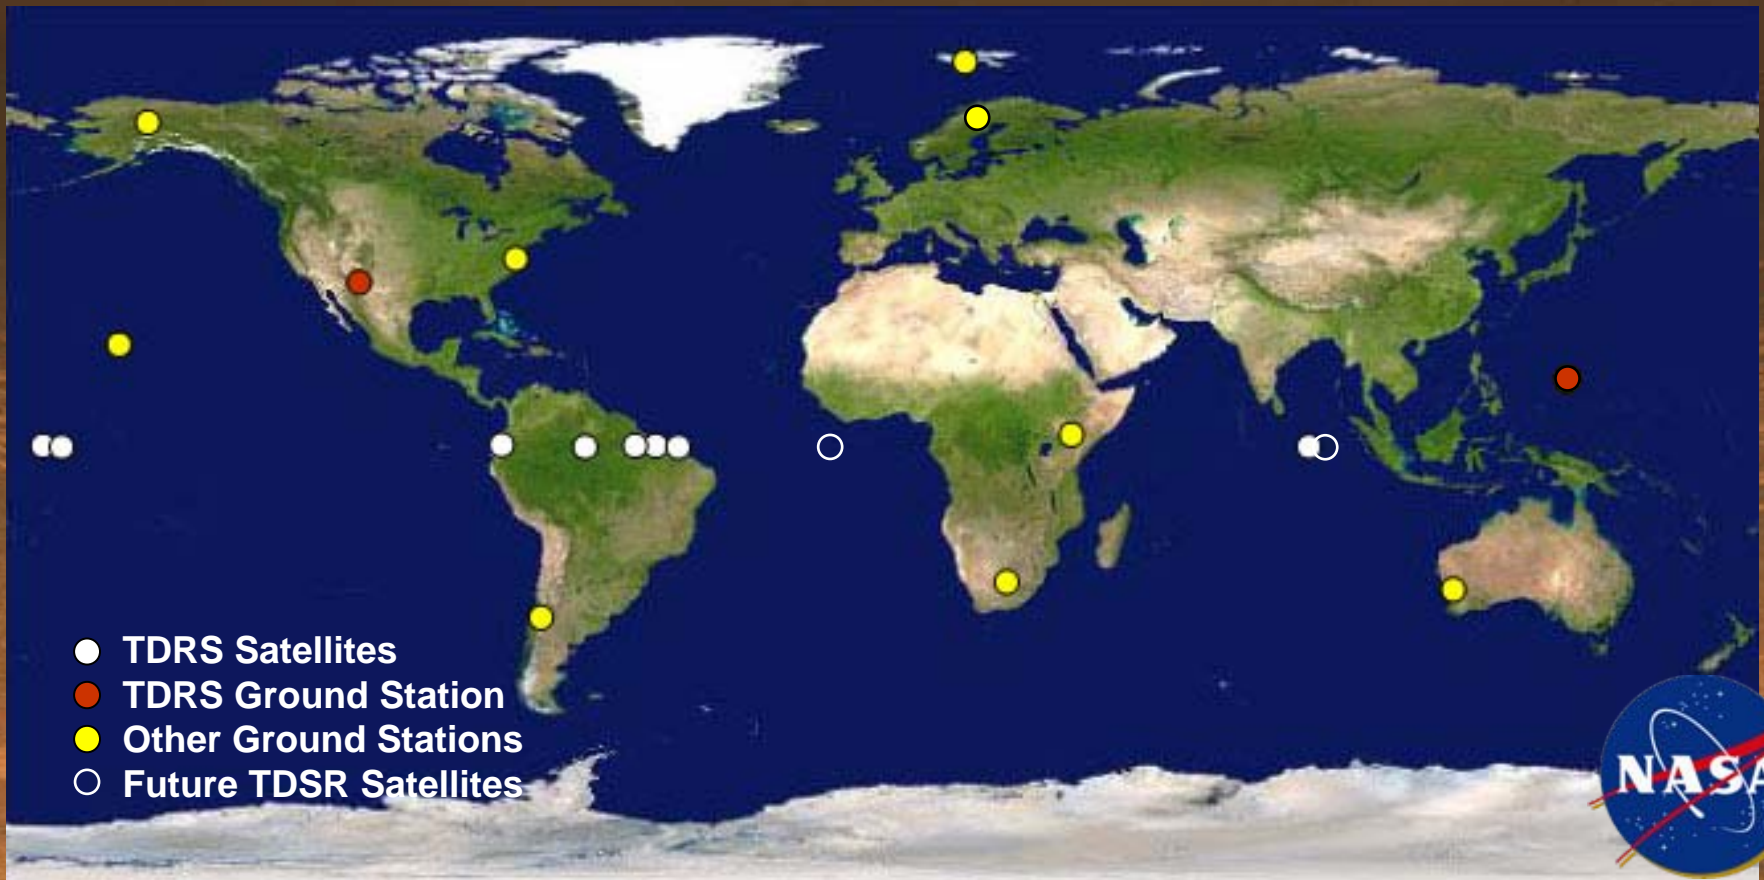 TDRS Satellites
TDRS Ground Station
Other Ground Stations
Future TDSR Satellites
NASA